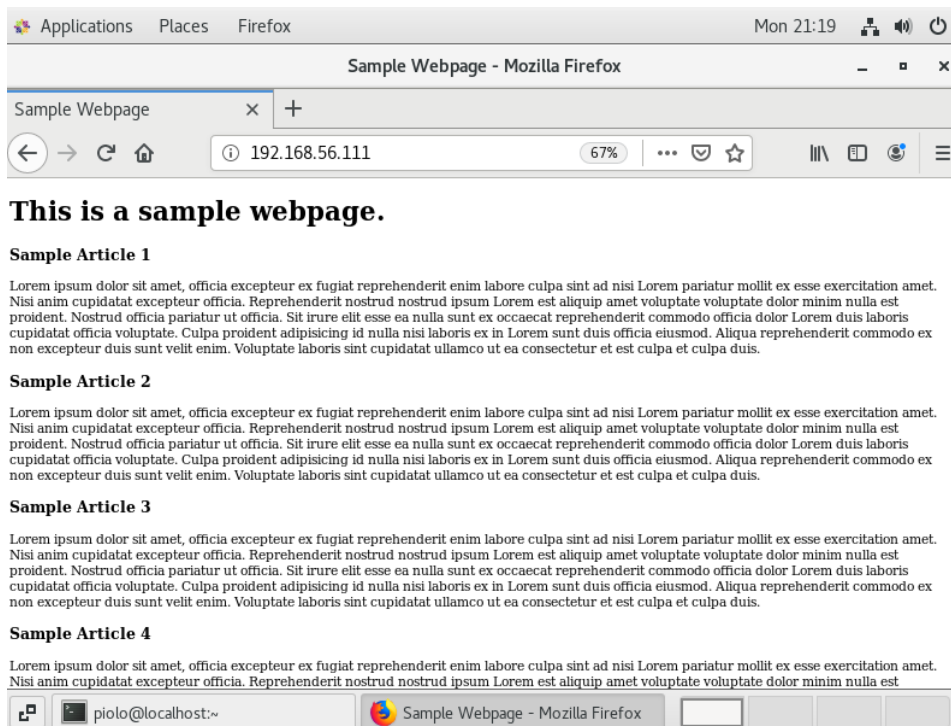 Applications Places Firefox Mon 21:19
Sample Webpage - Mozilla Firefox
Sample Webpage
192.168.56.111 67%
This is a sample webpage.
Sample Article 1
Lorem ipsum dolor sit amet, officia excepteur ex fugiat reprehenderit enim labore culpa sint ad nisi Lorem pariatur mollit ex esse exercitation amet.
Nisi anim cupidatat excepteur officia. Reprehenderit nostrud nostrud ipsum Lorem est aliquip amet voluptate voluptate dolor minim nulla est
proident. Nostrud officia pariatur ut officia. Sit irure elit esse ea nulla sunt ex occaecat reprehenderit commodo officia dolor Lorem duis laboris
cupidatat officia voluptate. Culpa proident adipisicing id nulla nisi laboris ex in Lorem sunt duis officia eiusmod. Aliqua reprehenderit commodo ex
non excepteur duis sunt velit enim. Voluptate laboris sint cupidatat ullamco ut ea consectetur et est culpa et culpa duis.
Sample Article 2
Lorem ipsum dolor sit amet, officia excepteur ex fugiat reprehenderit enim labore culpa sint ad nisi Lorem pariatur mollit ex esse exercitation amet.
Nisi anim cupidatat excepteur officia. Reprehenderit nostrud nostrud ipsum Lorem est aliquip amet voluptate voluptate dolor minim nulla est
proident. Nostrud officia pariatur ut officia. Sit irure elit esse ea nulla sunt ex occaecat reprehenderit commodo officia dolor Lorem duis laboris
cupidatat officia voluptate. Culpa proident adipisicing id nulla nisi laboris ex in Lorem sunt duis officia eiusmod. Aliqua reprehenderit commodo ex
non excepteur duis sunt velit enim. Voluptate laboris sint cupidatat ullamco ut ea consectetur et est culpa et culpa duis.
Sample Article 3
Lorem ipsum dolor sit amet, officia excepteur ex fugiat reprehenderit enim labore culpa sint ad nisi Lorem pariatur mollit ex esse exercitation amet.
Nisi anim cupidatat excepteur officia. Reprehenderit nostrud nostrud ipsum Lorem est aliquip amet voluptate voluptate dolor minim nulla est
proident. Nostrud officia pariatur ut officia. Sit irure elit esse ea nulla sunt ex occaecat reprehenderit commodo officia dolor Lorem duis laboris
cupidatat officia voluptate. Culpa proident adipisicing id nulla nisi laboris ex in Lorem sunt duis officia eiusmod. Aliqua reprehenderit commodo ex
non excepteur duis sunt velit enim. Voluptate laboris sint cupidatat ullamco ut ea consectetur et est culpa et culpa duis.
Sample Article 4
Lorem ipsum dolor sit amet, officia excepteur ex fugiat reprehenderit enim labore culpa sint ad nisi Lorem pariatur mollit ex esse exercitation amet.
Nisi anim cupidatat excepteur officia. Reprehenderit nostrud nostrud ipsum Lorem est aliquip amet voluptate voluptate dolor minim nulla est
piolo@localhost:~ Sample Webpage - Mozilla Firefox